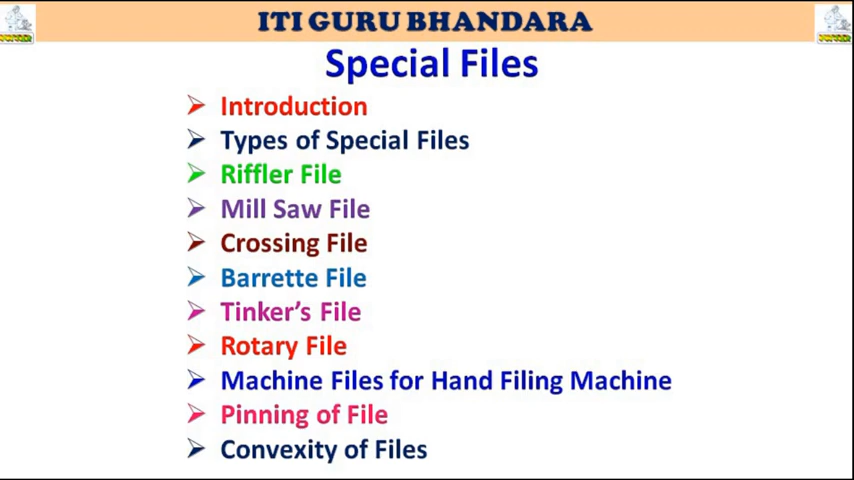 ITI GURU BHANDARA
Special Files
Introduction
Types of Special Files
Riffler File
Mill Saw File
Crossing File
Barrette File
Tinker's File
Rotary File
Machine Files for Hand Filing Machine
Pinning of File
Convexity of Files